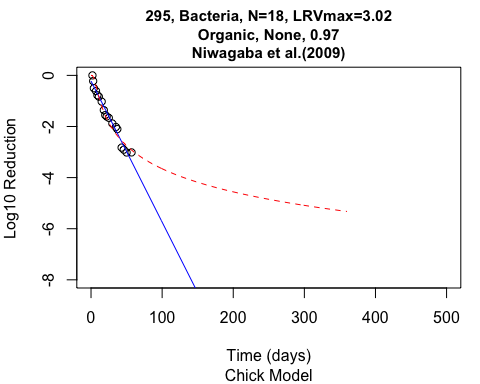 295, Bacteria, N=18, LRVmax=3.02
Organic, None, 0.97
Niwagaba et al.(2009)
Log10 Reduction
0
-2
-4
-6
-8
0 100 200 300 400 500
Time (days)
Chick Model